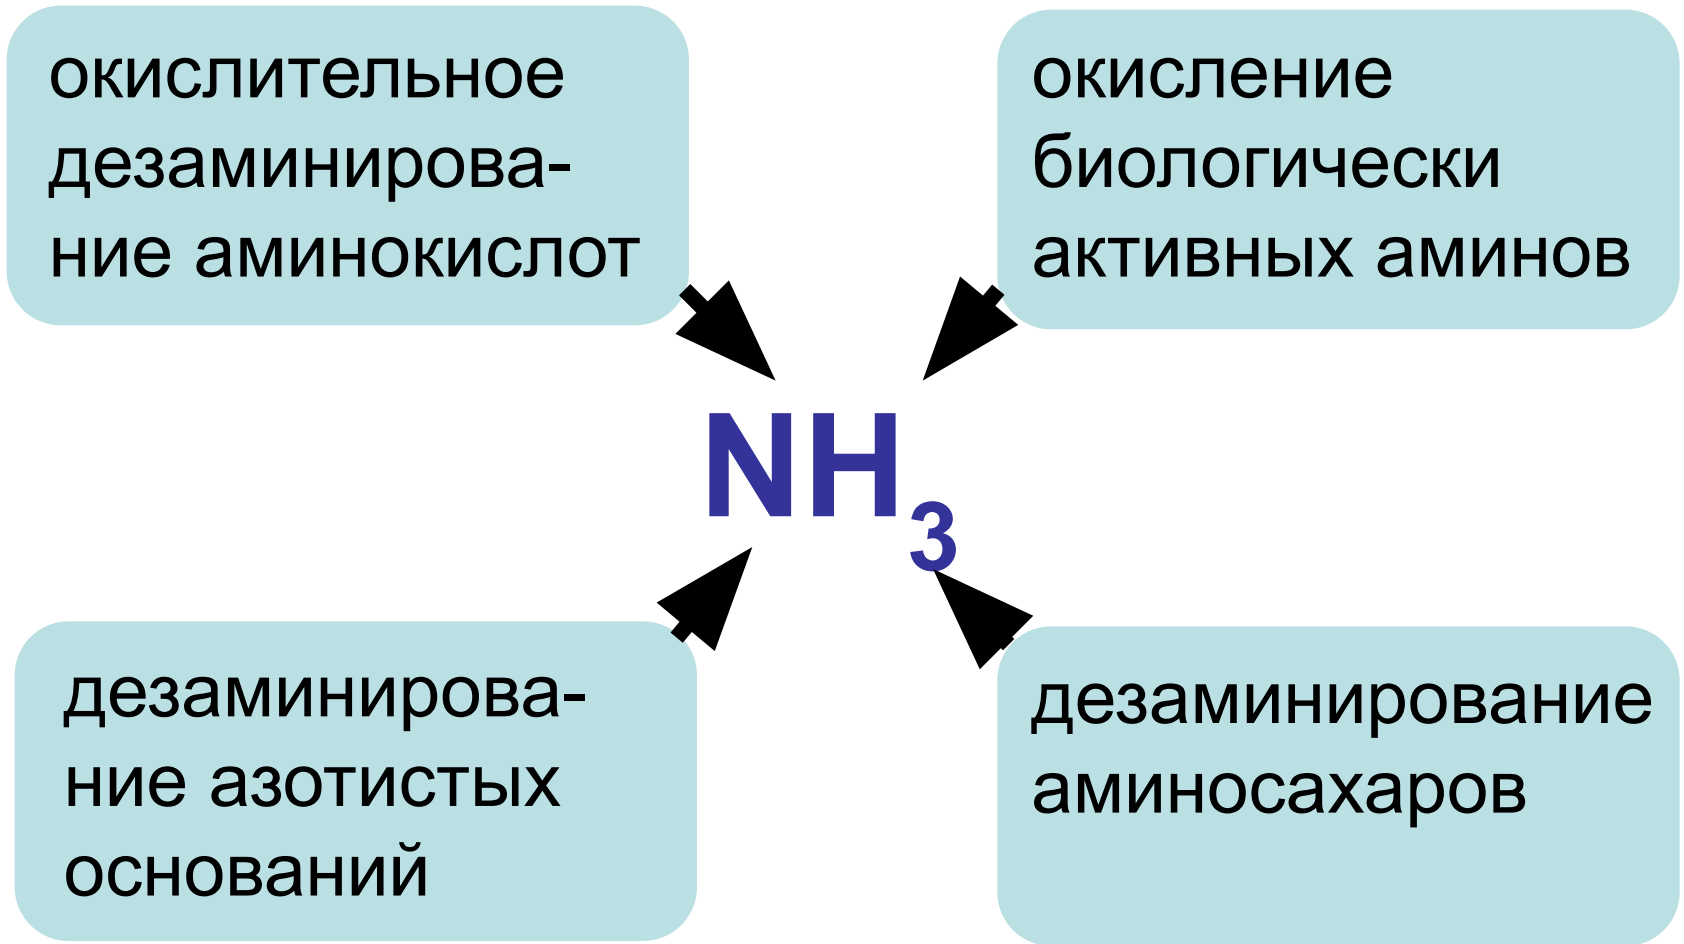 окислительное
дезаминирова-
ние аминокислот
окисление
биологически
активных аминов
NH₃
дезаминирова-
ние азотистых
оснований
дезаминирование
аминосахаров